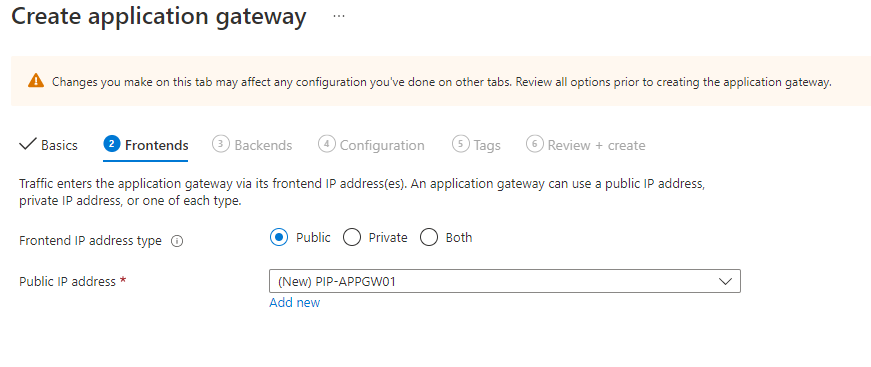 Create application gateway ...
Changes you make on this tab may affect any configuration you've done on other tabs. Review all options prior to creating the application gateway.
Basics 2 Frontends 3 Backends 4 Configuration 5 Tags 6 Review + create
Traffic enters the application gateway via its frontend IP address(es). An application gateway can use a public IP address,
private IP address, or one of each type.
Frontend IP address type Public Private Both
Public IP address * (New) PIP-APPGW01
Add new